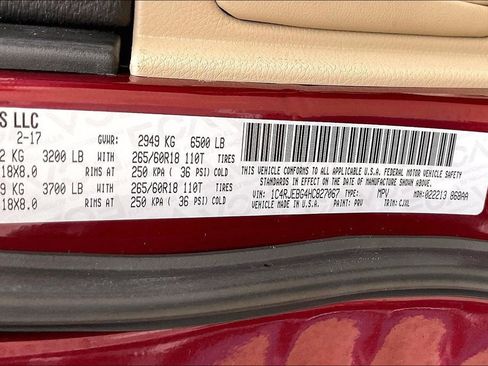 S LLC
2-17 GVWR: 2949 KG 6500 LB
2 KG 3200 LB WITH 265/60R18 110T TIRES
18X8.0 RIMS AT 250 KPA ( 36 PSI COLD)
9 KG 3700 LB WITH 265/60R18 110T TIRES
18X8.0 RIMS AT 250 KPA ( 36 PSI COLD)
THIS VEHICLE CONFORMS TO ALL APPLICABLE U.S.A. FEDERAL MOTOR VEHICLE
SAFETY STANDARDS IN EFFECT ON THE DATE OF MANUFACTURE SHOWN ABOVE.
VIN: 1C4RJEBG4HC827067 TYPE: MPV MDH: 022213 868AA
VEHICLE MADE IN U.S.A. PAINT: PRV TRIM: CJXL